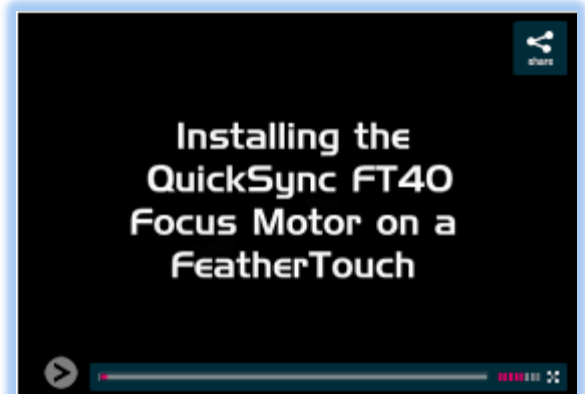 share
Installing the
QuickSync FT40
Focus Motor on a
FeatherTouch